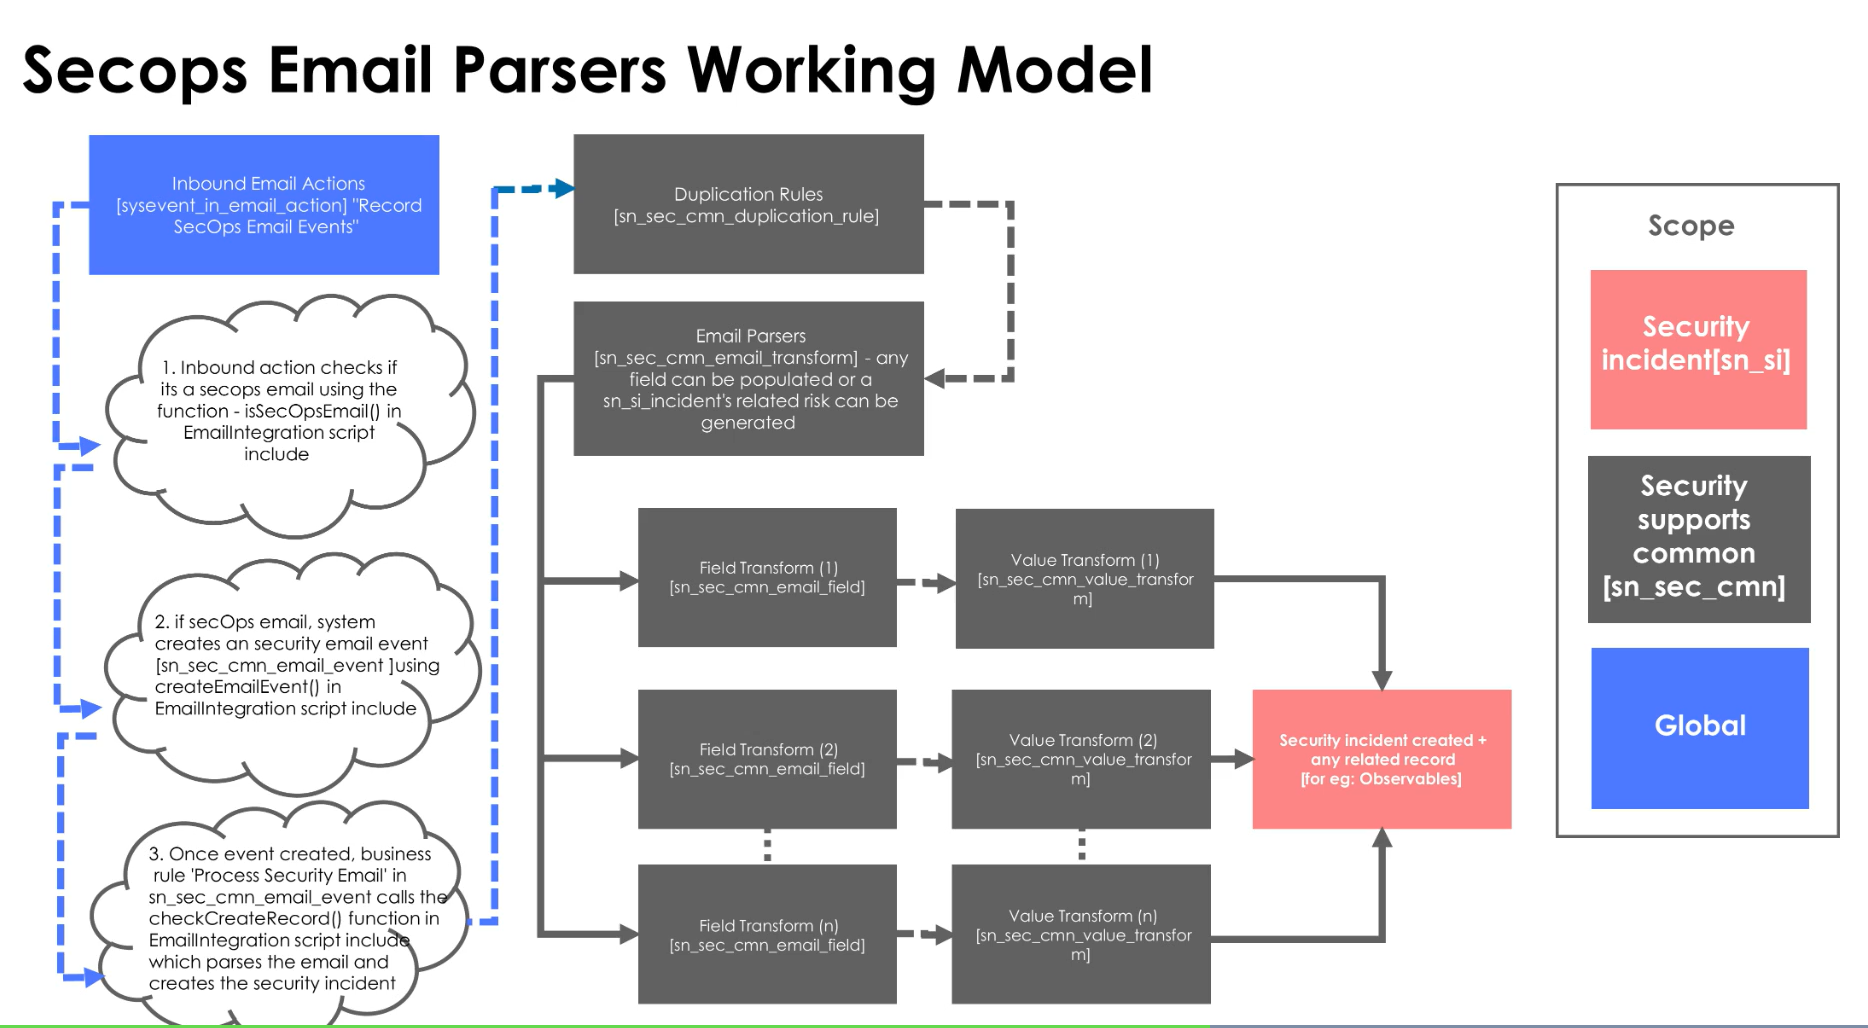 Secops Email Parsers Working Model
Inbound Email Actions
[sysevent_in_email_action] "Record
SecOps Email Events"
1. Inbound action checks if
its a secops email using the
function - isSecOpsEmail() in
EmailIntegration script
include
2. if secOps email, system
creates an security email event
[sn_sec_cmn_email_event ]using
createEmailEvent() in
EmailIntegration script include
3. Once event created, business
rule 'Process Security Email' in
sn_sec_cmn_email_event calls the
checkCreateRecord() function in
EmailIntegration script include
which parses the email and
creates the security incident
Duplication Rules
[sn_sec_cmn_duplication_rule]
Email Parsers
[sn_sec_cmn_email_transform] - any
field can be populated or a
sn_si_incident's related risk can be
generated
Field Transform (1)
[sn_sec_cmn_email_field]
Value Transform (1)
[sn_sec_cmn_value_transfor
m]
Field Transform (2)
[sn_sec_cmn_email_field]
Value Transform (2)
[sn_sec_cmn_value_transfor
m]
Field Transform (n)
[sn_sec_cmn_email_field]
Value Transform (n)
[sn_sec_cmn_value_transfor
m]
Security incident created +
any related record
[for eg: Observables]
Scope
Security
incident[sn_si]
Security
supports
common
[sn_sec_cmn]
Global